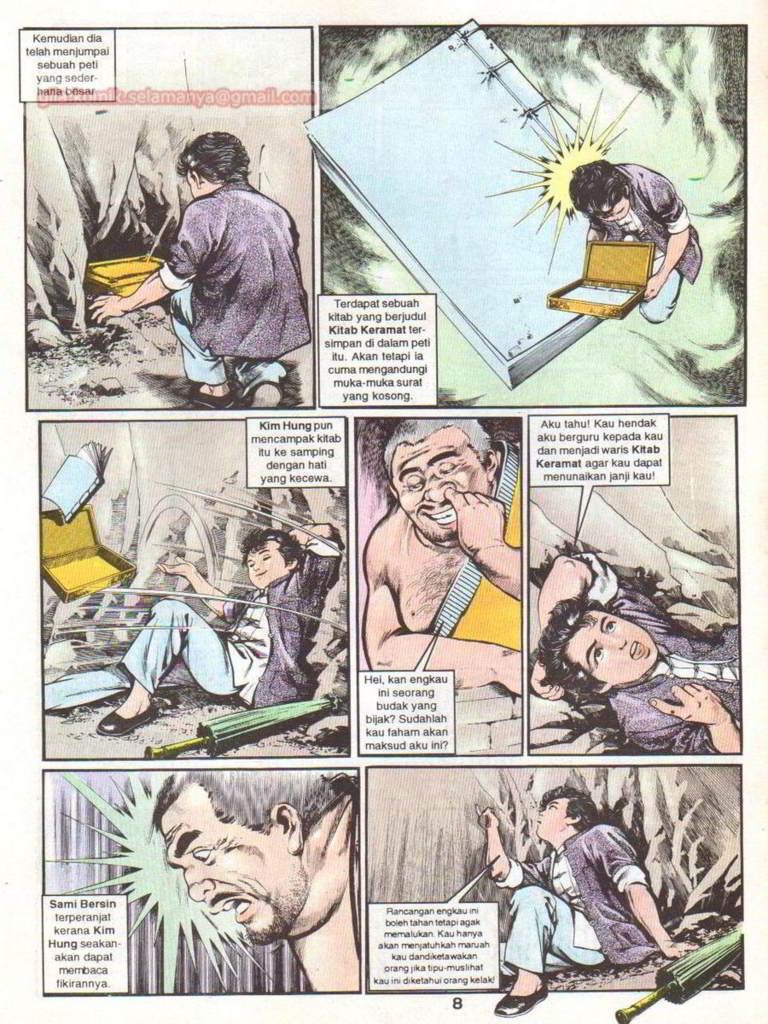 Kemudian dia
telah menjumpai
sebuah peti
yang seder-
hana besar.
selamanya@gmail.com
Terdapat sebuah
kitab yang berjudul
Kitab Keramat ter-
simpan di dalam peti
itu. Akan tetapi ia
cuma mengandungi
muka-muka surat
yang kosong.
Kim Hung pun
mencampak kitab
itu ke samping
dengan hati
yang kecewa.
Hei, kan engkau
ini seorang
budak yang
bijak? Sudahlah
kau faham akan
maksud aku ini?
Aku tahu! Kau hendak
aku berguru kepada kau
dan menjadi waris Kitab
Keramat agar kau dapat
menunaikan janji kau!
Sami Bersin
terperanjat
kerana Kim
Hung seakan-
akan dapat
membaca
fikirannya.
Rancangan engkau ini
boleh tahan tetapi agak
memalukan. Kau hanya
akan menjatuhkah maruah
kau dandiketawakan
orang jika tipu-muslihat
kau ini diketahui orang kelak!
8